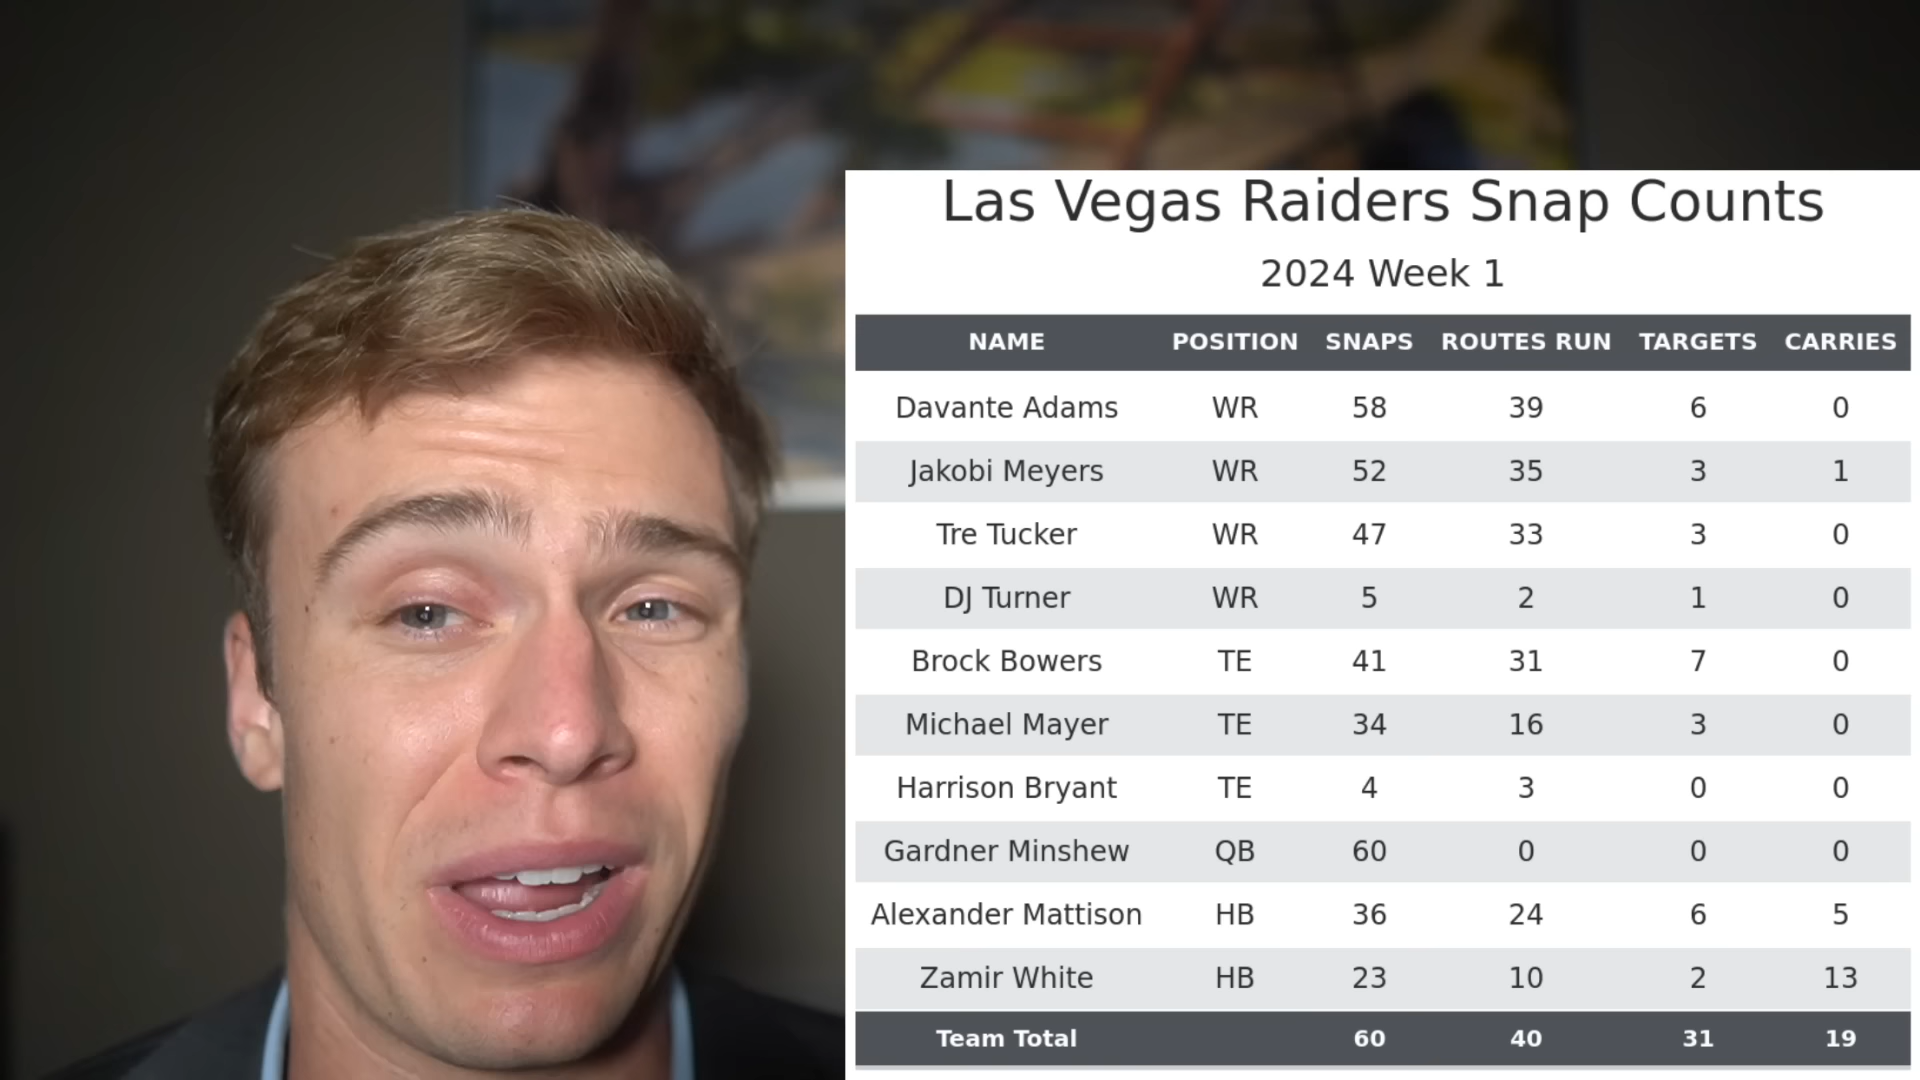 Las Vegas Raiders Snap Counts
2024 Week 1
NAME POSITION SNAPS ROUTES RUN TARGETS CARRIES
Davante Adams WR 58 39 6 0
Jakobi Meyers WR 52 35 3 1
Tre Tucker WR 47 33 3 0
DJ Turner WR 5 2 1 0
Brock Bowers TE 41 31 7 0
Michael Mayer TE 34 16 3 0
Harrison Bryant TE 4 3 0 0
Gardner Minshew QB 60 0 0 0
Alexander Mattison HB 36 24 6 5
Zamir White HB 23 10 2 13
Team Total 60 40 31 19